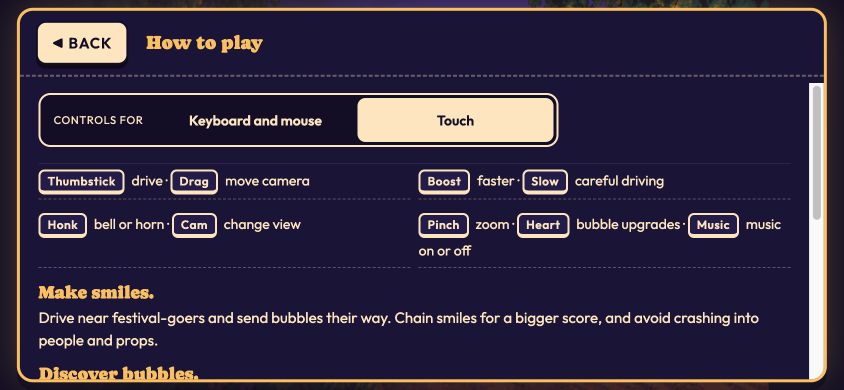 ◀ BACK
How to play
CONTROLS FOR
Keyboard and mouse
Touch
Thumbstick drive · Drag move camera
Boost faster · Slow careful driving
Honk bell or horn · Cam change view
Pinch zoom · Heart bubble upgrades · Music music
on or off
Make smiles.
Drive near festival-goers and send bubbles their way. Chain smiles for a bigger score, and avoid crashing into
people and props.
Discover bubbles.